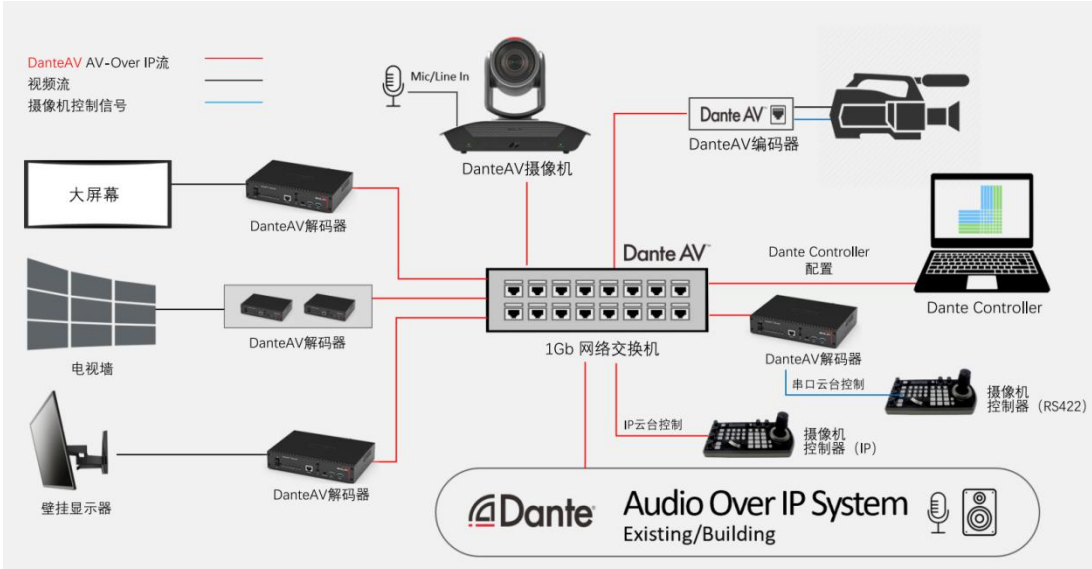 DanteAV AV-Over IP流
视频流
摄像机控制信号
Mic/Line In
DanteAV摄像机
Dante AV™
DanteAV编码器
大屏幕
DanteAV解码器
Dante AV™
Dante Controller
配置
Dante Controller
DanteAV解码器
电视墙
1Gb 网络交换机
DanteAV解码器
串口云台控制
摄像机
控制器（RS422）
IP云台控制
摄像机
控制器（IP）
DanteAV解码器
壁挂显示器
Dante®
Audio Over IP System
Existing/Building